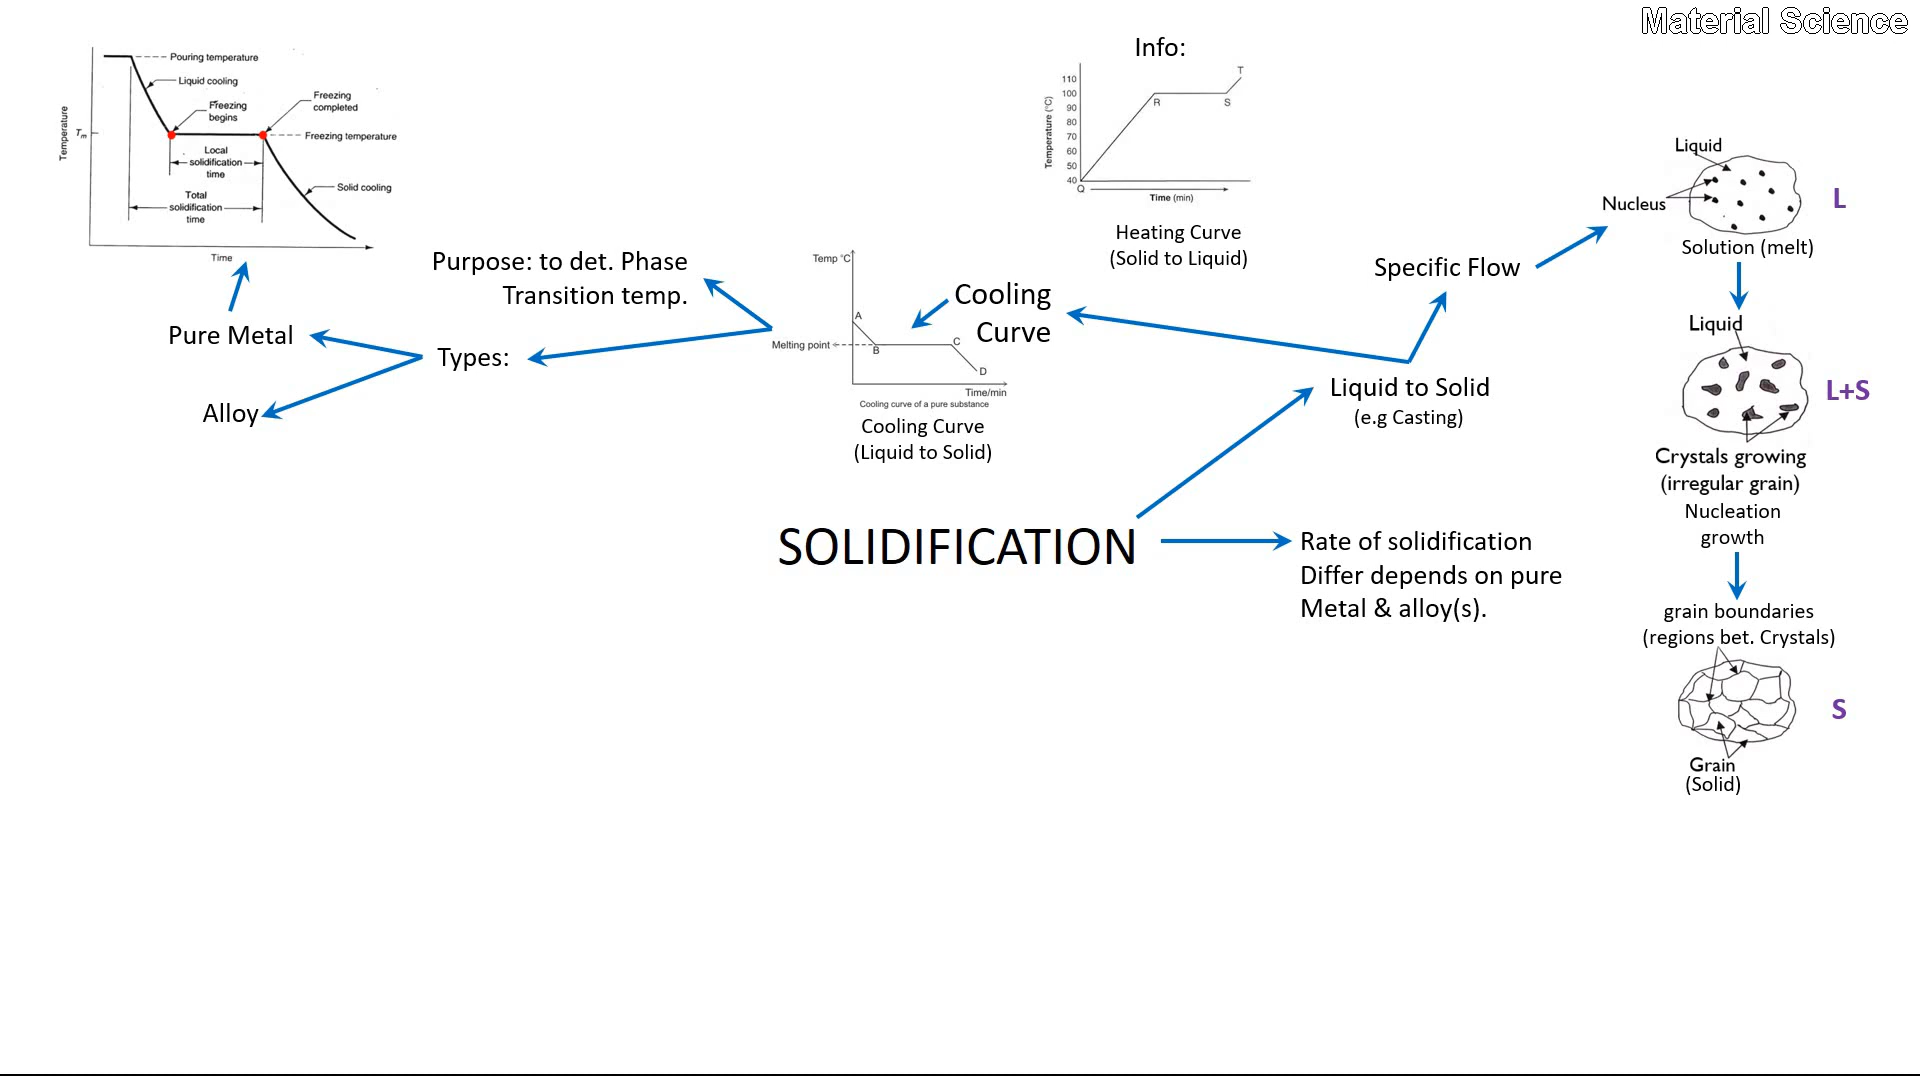 Material Science
Pouring temperature
Liquid cooling
Freezing
begins
Freezing
completed
Freezing temperature
Temperature
Tm
Local
solidification
time
Total
solidification
time
Solid cooling
Time
Pure Metal
Alloy
Types:
Purpose: to det. Phase
Transition temp.
Info:
Temperature (°C)
110
100
90
80
70
60
50
40
Q
R
S
T
Time (min)
Heating Curve
(Solid to Liquid)
Cooling
Curve
Temp °C
A
Melting point
B
C
D
Time/min
Cooling curve of a pure substance
Cooling Curve
(Liquid to Solid)
Specific Flow
Liquid to Solid
(e.g Casting)
SOLIDIFICATION
Rate of solidification
Differ depends on pure
Metal & alloy(s).
Liquid
Nucleus
L
Solution (melt)
Liquid
L+S
Crystals growing
(irregular grain)
Nucleation
growth
grain boundaries
(regions bet. Crystals)
S
Grain
(Solid)